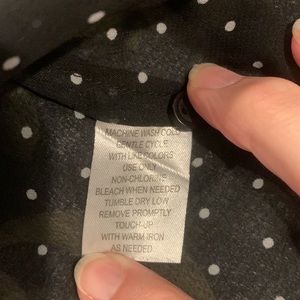 MACHINE WASH COLD
GENTLE CYCLE
WITH LIKE COLORS
USE ONLY
NON-CHLORINE
BLEACH WHEN NEEDED
TUMBLE DRY LOW
REMOVE PROMPTLY
TOUCH-UP
WITH WARM IRON
AS NEEDED